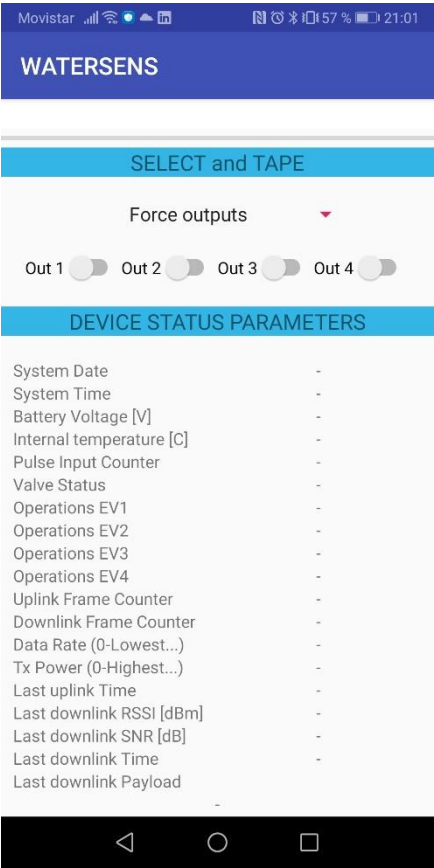 Movistar 57 % 21:01
WATERSENS
SELECT and TAPE
Force outputs
Out 1 Out 2 Out 3 Out 4
DEVICE STATUS PARAMETERS
System Date -
System Time -
Battery Voltage [V] -
Internal temperature [C] -
Pulse Input Counter -
Valve Status -
Operations EV1 -
Operations EV2 -
Operations EV3 -
Operations EV4 -
Uplink Frame Counter -
Downlink Frame Counter -
Data Rate (0-Lowest...) -
Tx Power (0-Highest...) -
Last uplink Time -
Last downlink RSSI [dBm] -
Last downlink SNR [dB] -
Last downlink Time -
Last downlink Payload
-